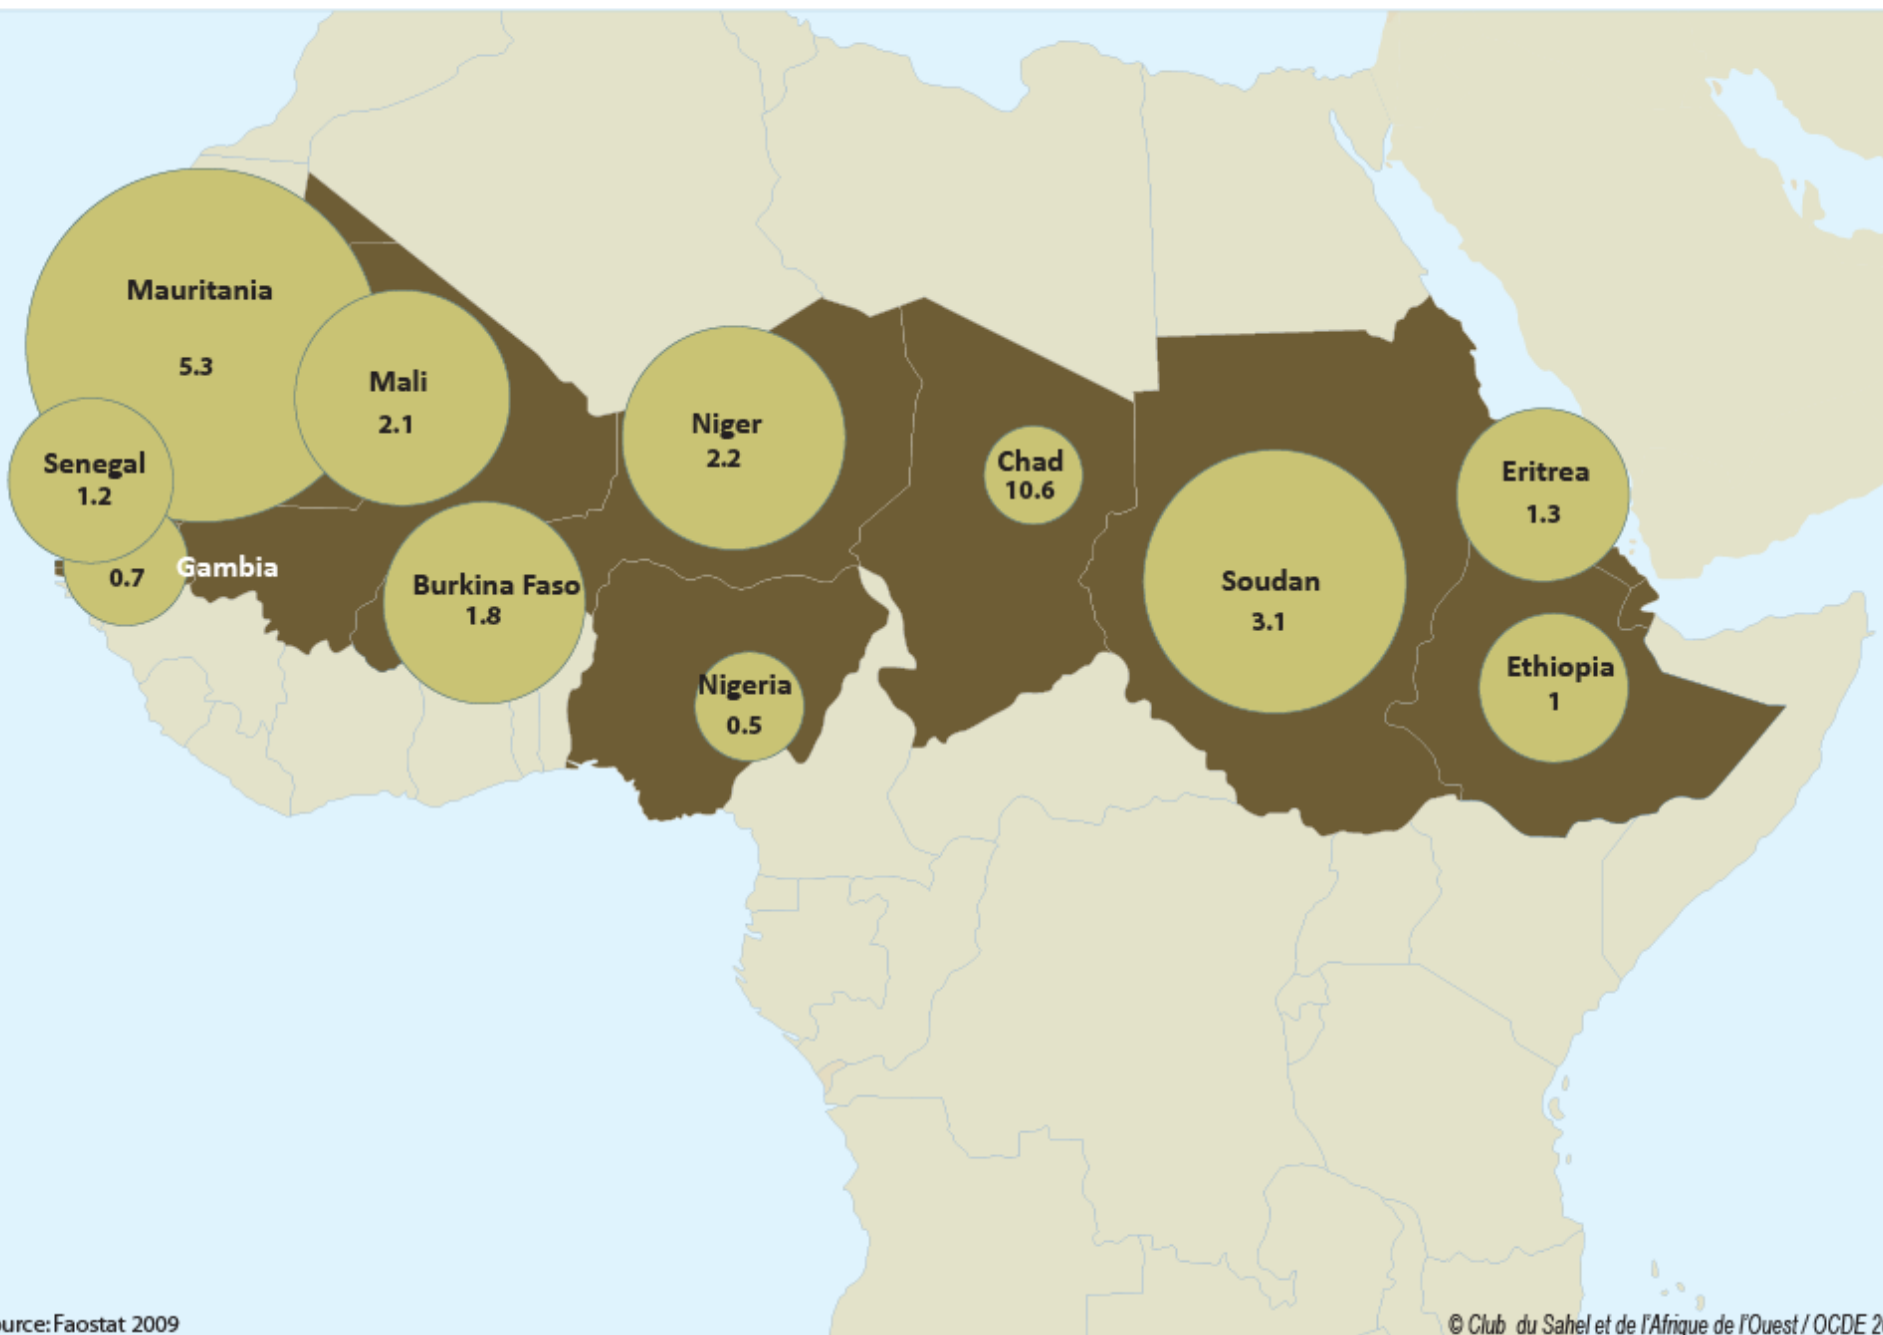 Mauritania
5.3
Mali
2.1
Niger
2.2
Senegal
1.2
Chad
10.6
Eritrea
1.3
Gambia
0.7
Burkina Faso
1.8
Soudan
3.1
Nigeria
0.5
Ethiopia
1
urce:Faostat 2009
© Club du Sahel et de l'Afrique de l'Ouest / OCDE 2